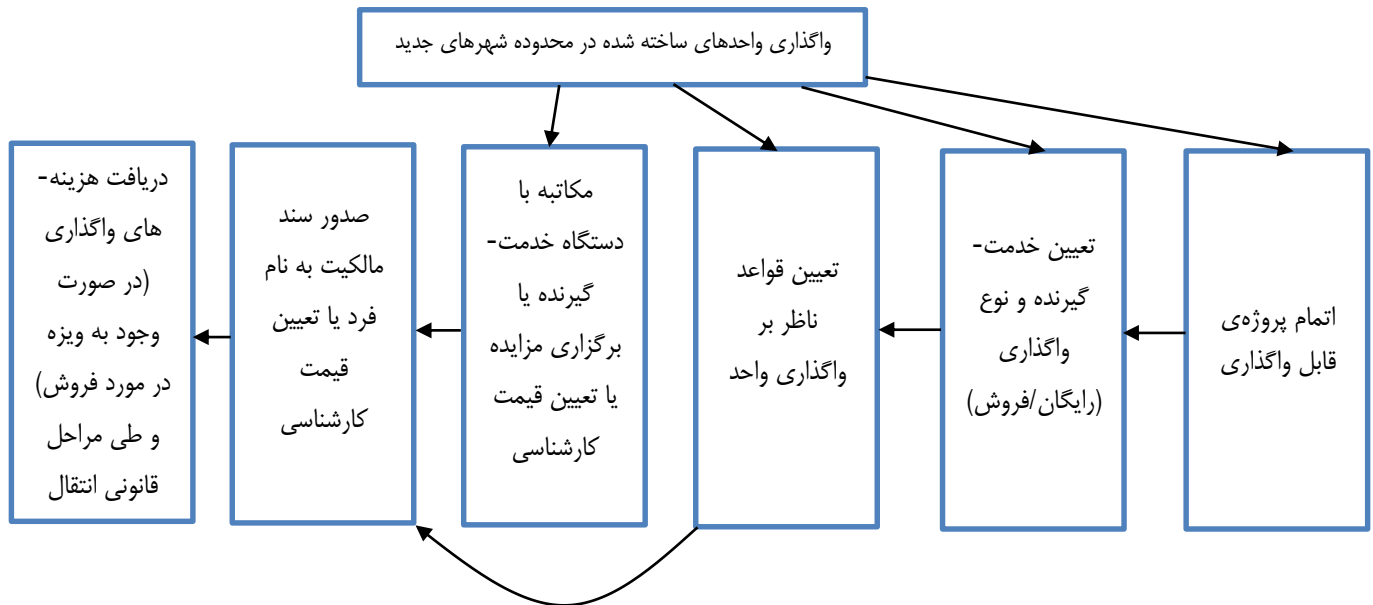 واگذاری واحدهای ساخته شده در محدوده شهرهای جدید
اتمام پروژه‌ی
قابل واگذاری
تعیین خدمت-
گیرنده و نوع
واگذاری
(رایگان/فروش)
تعیین قواعد
ناظر بر
واگذاری واحد
مکاتبه با
دستگاه خدمت-
گیرنده یا
برگزاری مزایده
یا تعیین قیمت
کارشناسی
صدور سند
مالکیت به نام
فرد یا تعیین
قیمت
کارشناسی
دریافت هزینه-
های واگذاری
(در صورت
وجود به ویزه
در مورد فروش)
و طی مراحل
قانونی انتقال